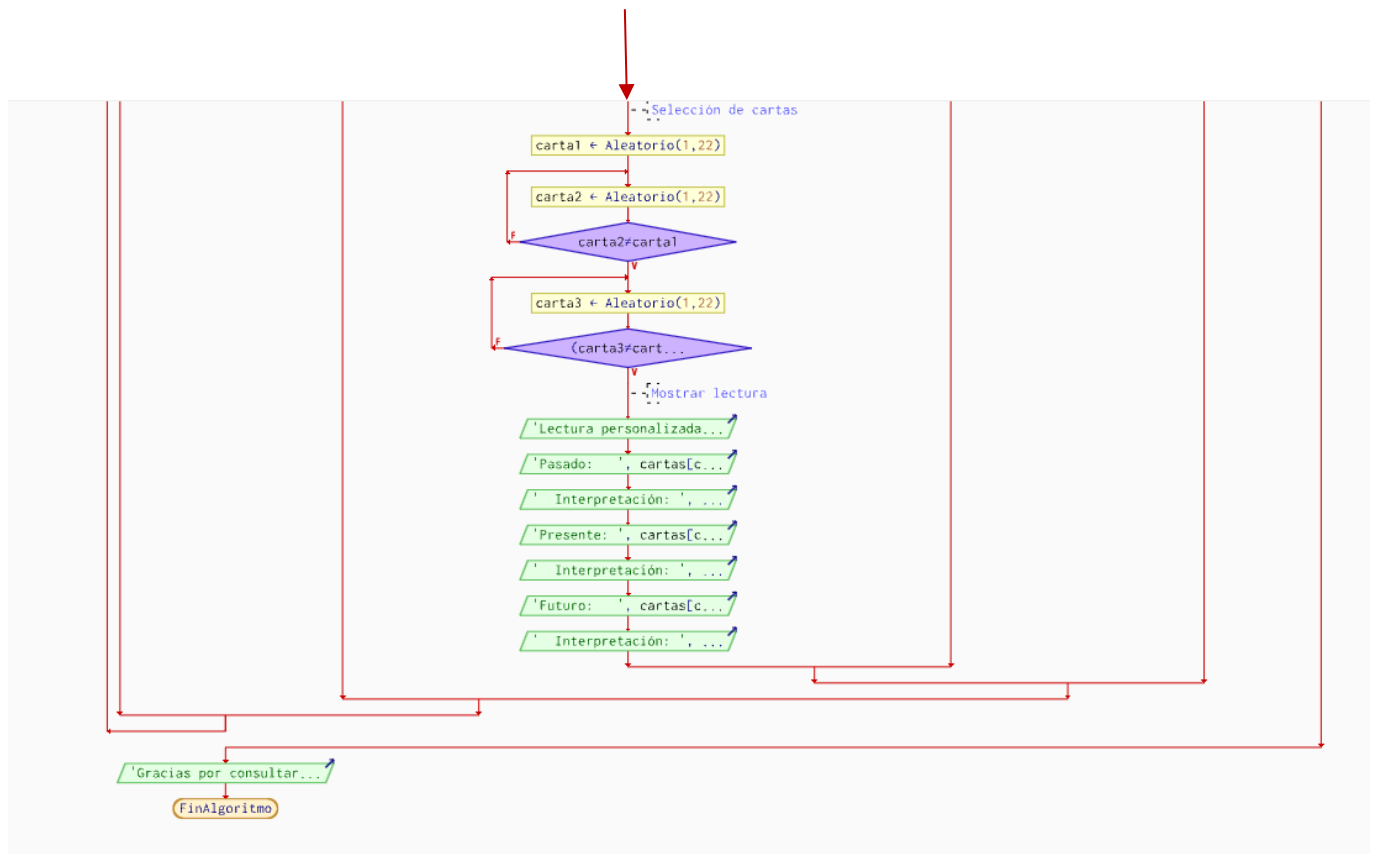 Selección de cartas
carta1 ← Aleatorio(1,22)
carta2 ← Aleatorio(1,22)
F
carta2≠carta1
V
carta3 ← Aleatorio(1,22)
F
(carta3≠cart...
V
Mostrar lectura
'Lectura personalizada...
'Pasado:   ', cartas[c...
'  Interpretación: ', ...
'Presente: ', cartas[c...
'  Interpretación: ', ...
'Futuro:   ', cartas[c...
'  Interpretación: ', ...
'Gracias por consultar...
FinAlgoritmo